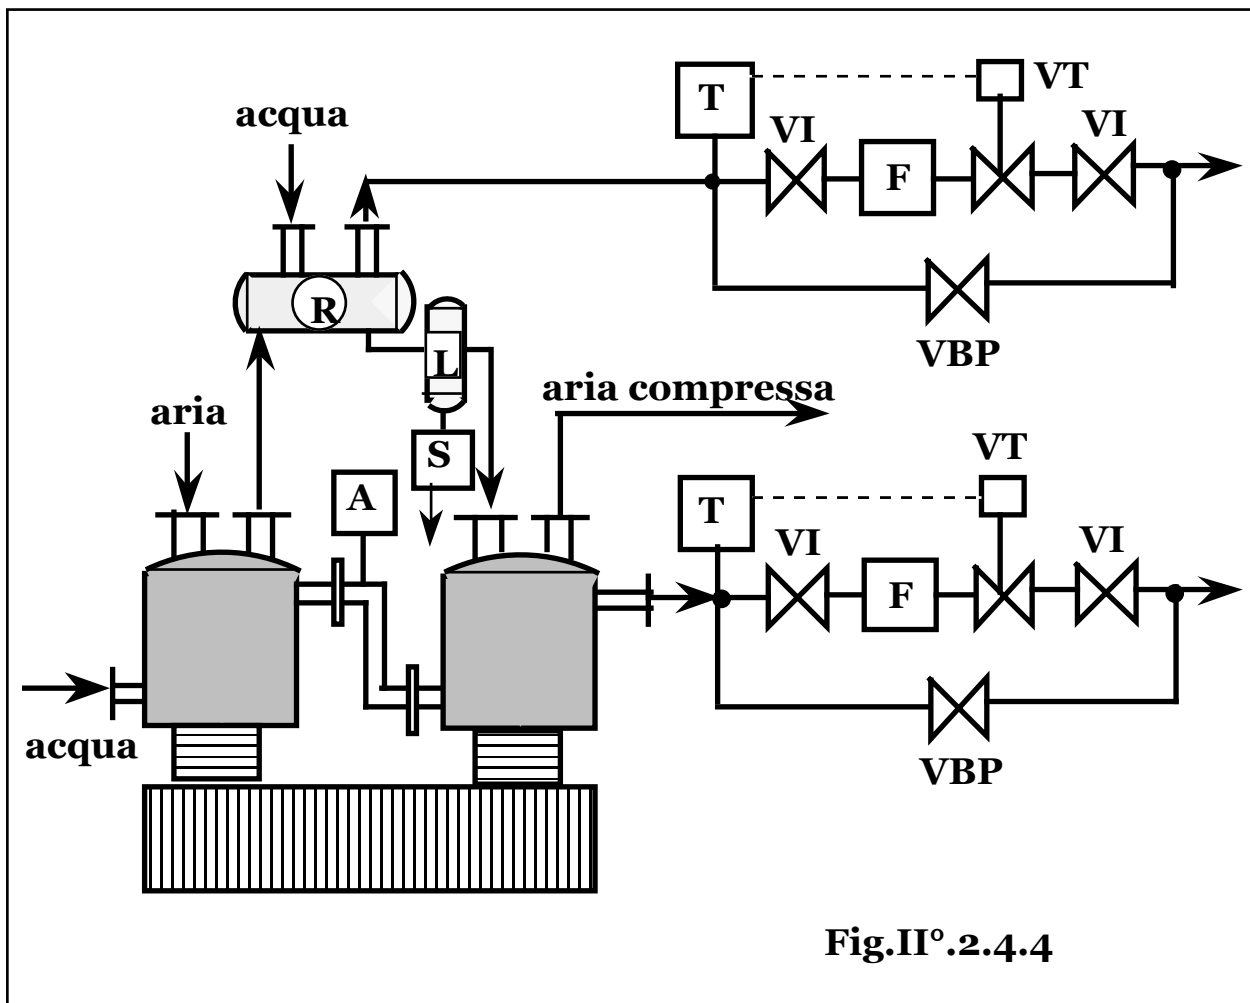 T
VT
acqua
VI
VI
F
R
VBP
L
aria compressa
aria
S
VT
A
T
VI
VI
F
acqua
VBP
Fig.II°.2.4.4